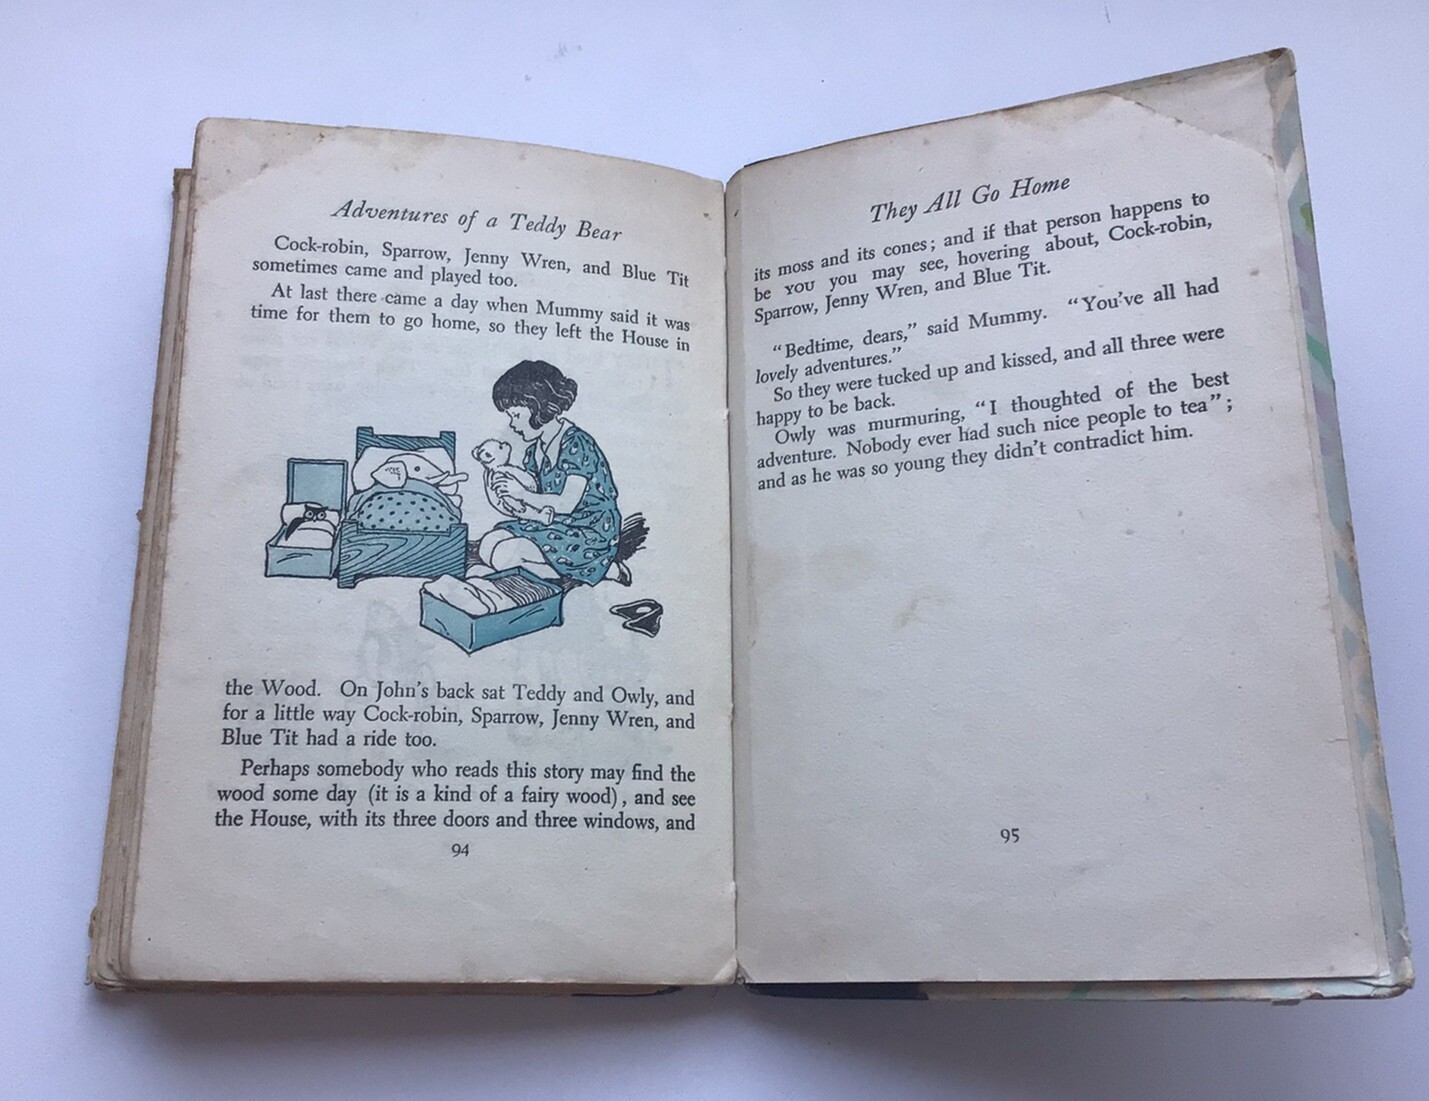 Adventures of a Teddy Bear
Cock-robin, Sparrow, Jenny Wren, and Blue Tit
sometimes came and played too.
At last there came a day when Mummy said it was
time for them to go home, so they left the House in
the Wood. On John's back sat Teddy and Owly, and
for a little way Cock-robin, Sparrow, Jenny Wren, and
Blue Tit had a ride too.
Perhaps somebody who reads this story may find the
wood some day (it is a kind of a fairy wood), and see
the House, with its three doors and three windows, and
94
They All Go Home
its moss and its cones; and if that person happens to
be YOU you may see, hovering about, Cock-robin,
Sparrow, Jenny Wren, and Blue Tit.
"Bedtime, dears," said Mummy. "You've all had
lovely adventures."
So they were tucked up and kissed, and all three were
happy to be back.
Owly was murmuring, "I thoughted of the best
adventure. Nobody ever had such nice people to tea";
and as he was so young they didn't contradict him.
95